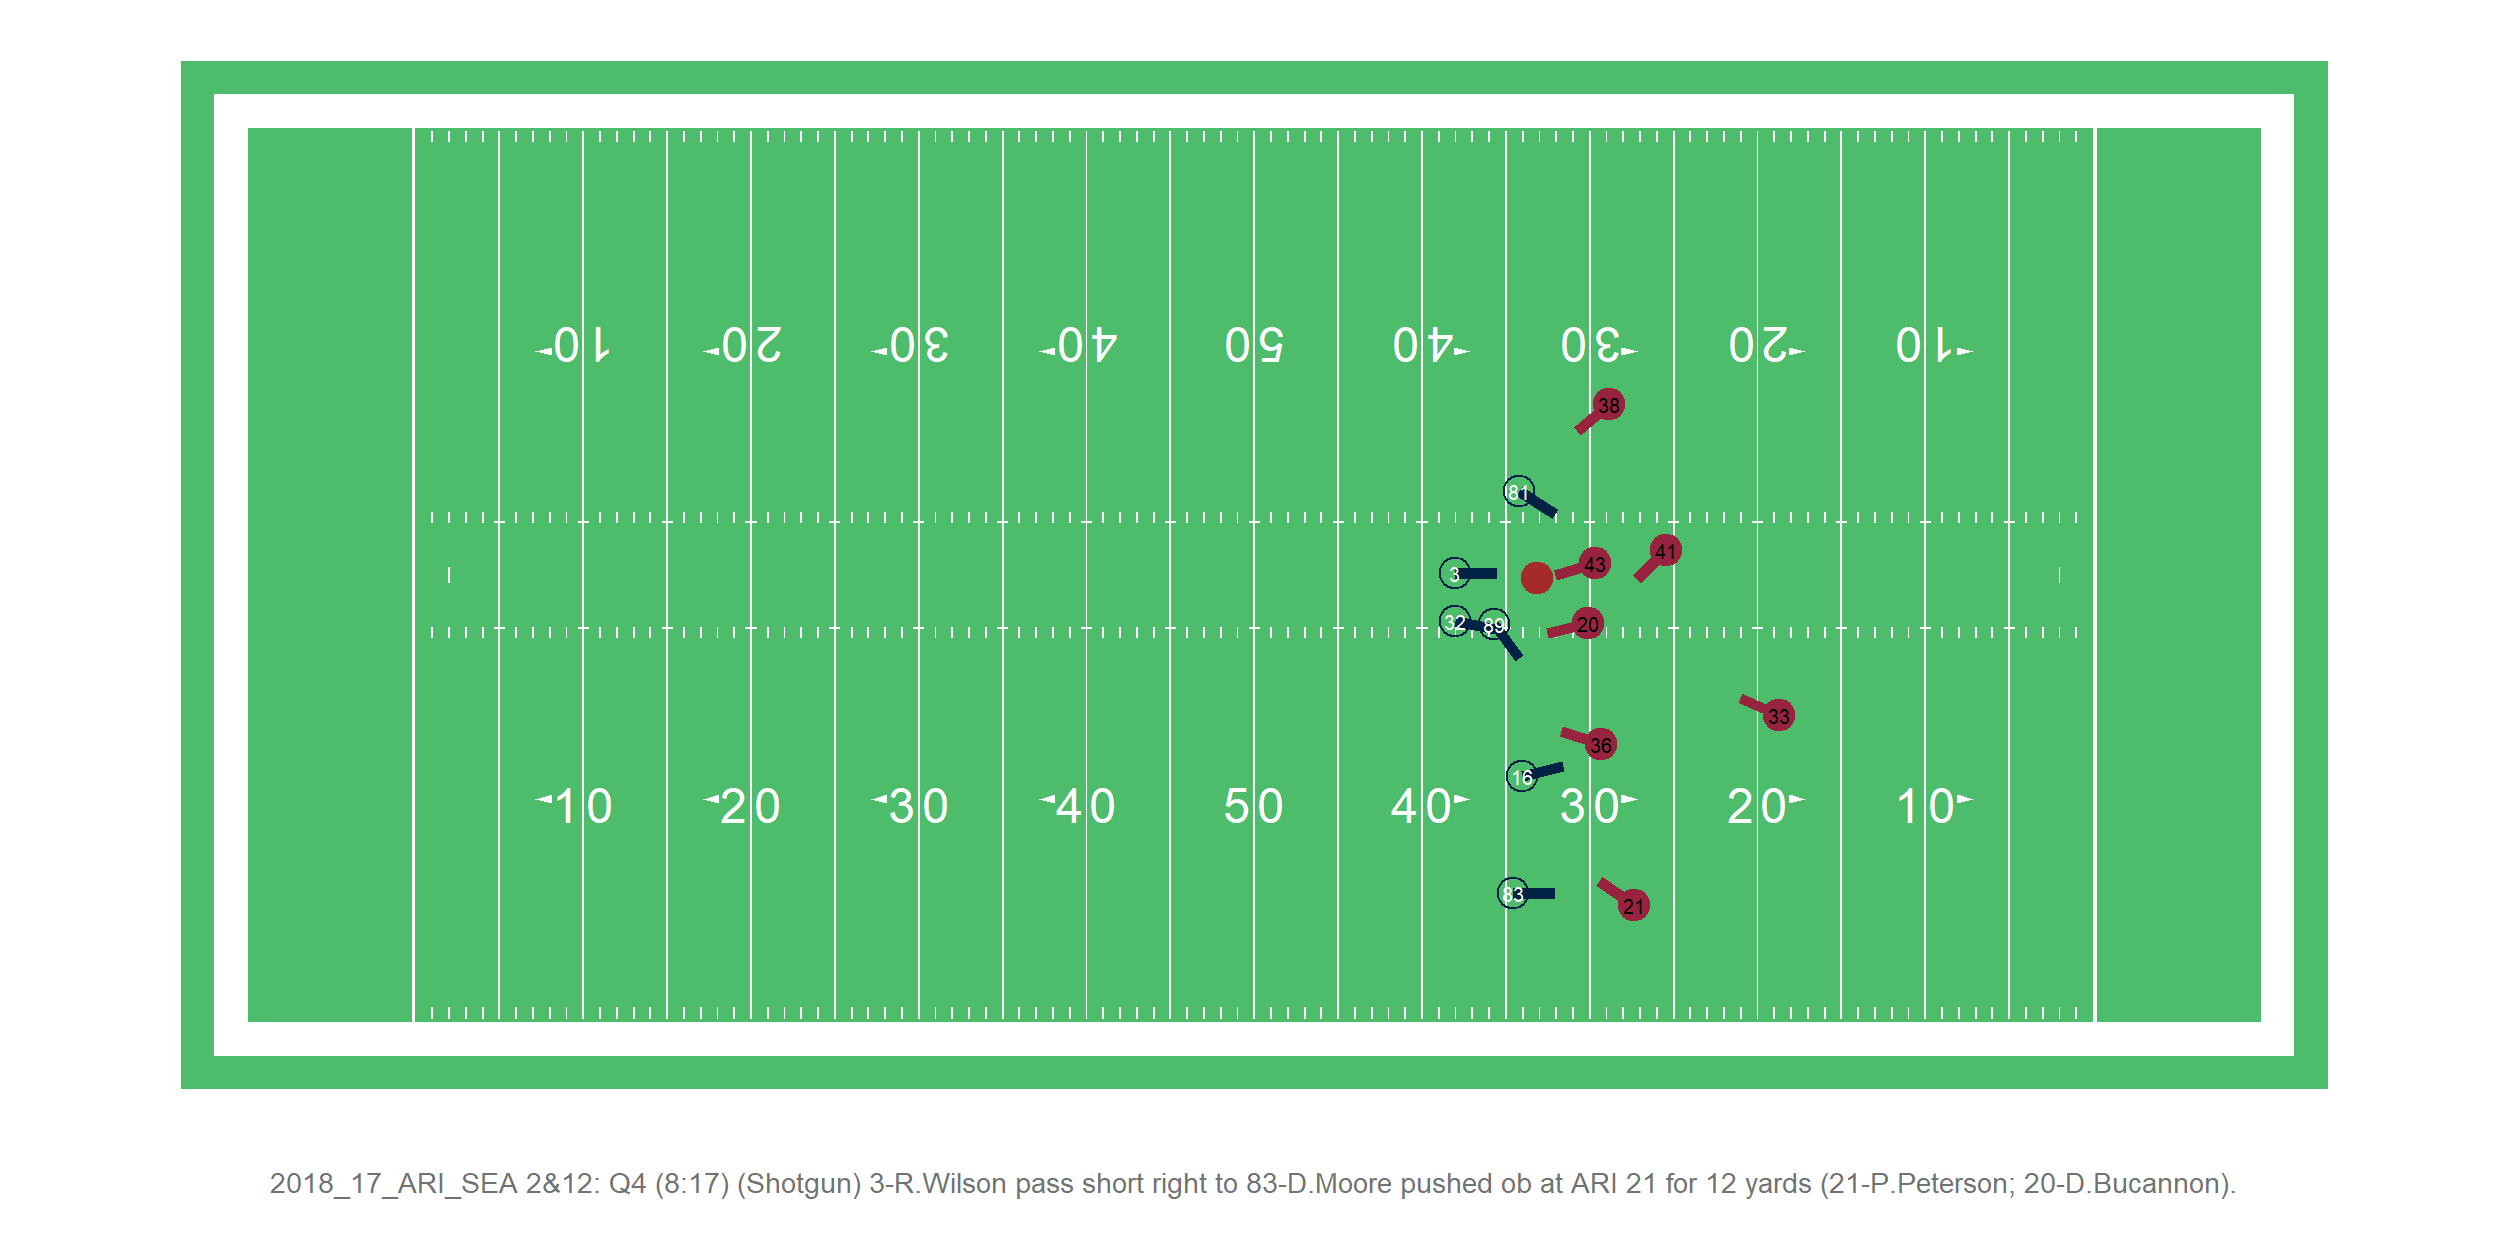 10 20 30 40 50 40 30 20 10
38
81
41
43
3
32 89 20
33
36
16
10 20 30 40 50 40 30 20 10
83
21
2018_17_ARI_SEA 2&12: Q4 (8:17) (Shotgun) 3-R.Wilson pass short right to 83-D.Moore pushed ob at ARI 21 for 12 yards (21-P.Peterson; 20-D.Bucannon).